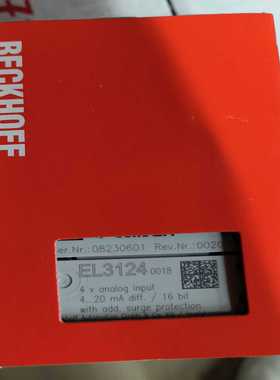 BECKHOFF
Ser.Nr.: 08230601 Rev.Nr.: 0020
EL3124 0018
4 x analog input
4...20 mA diff. / 16 bit
with add. surge protection